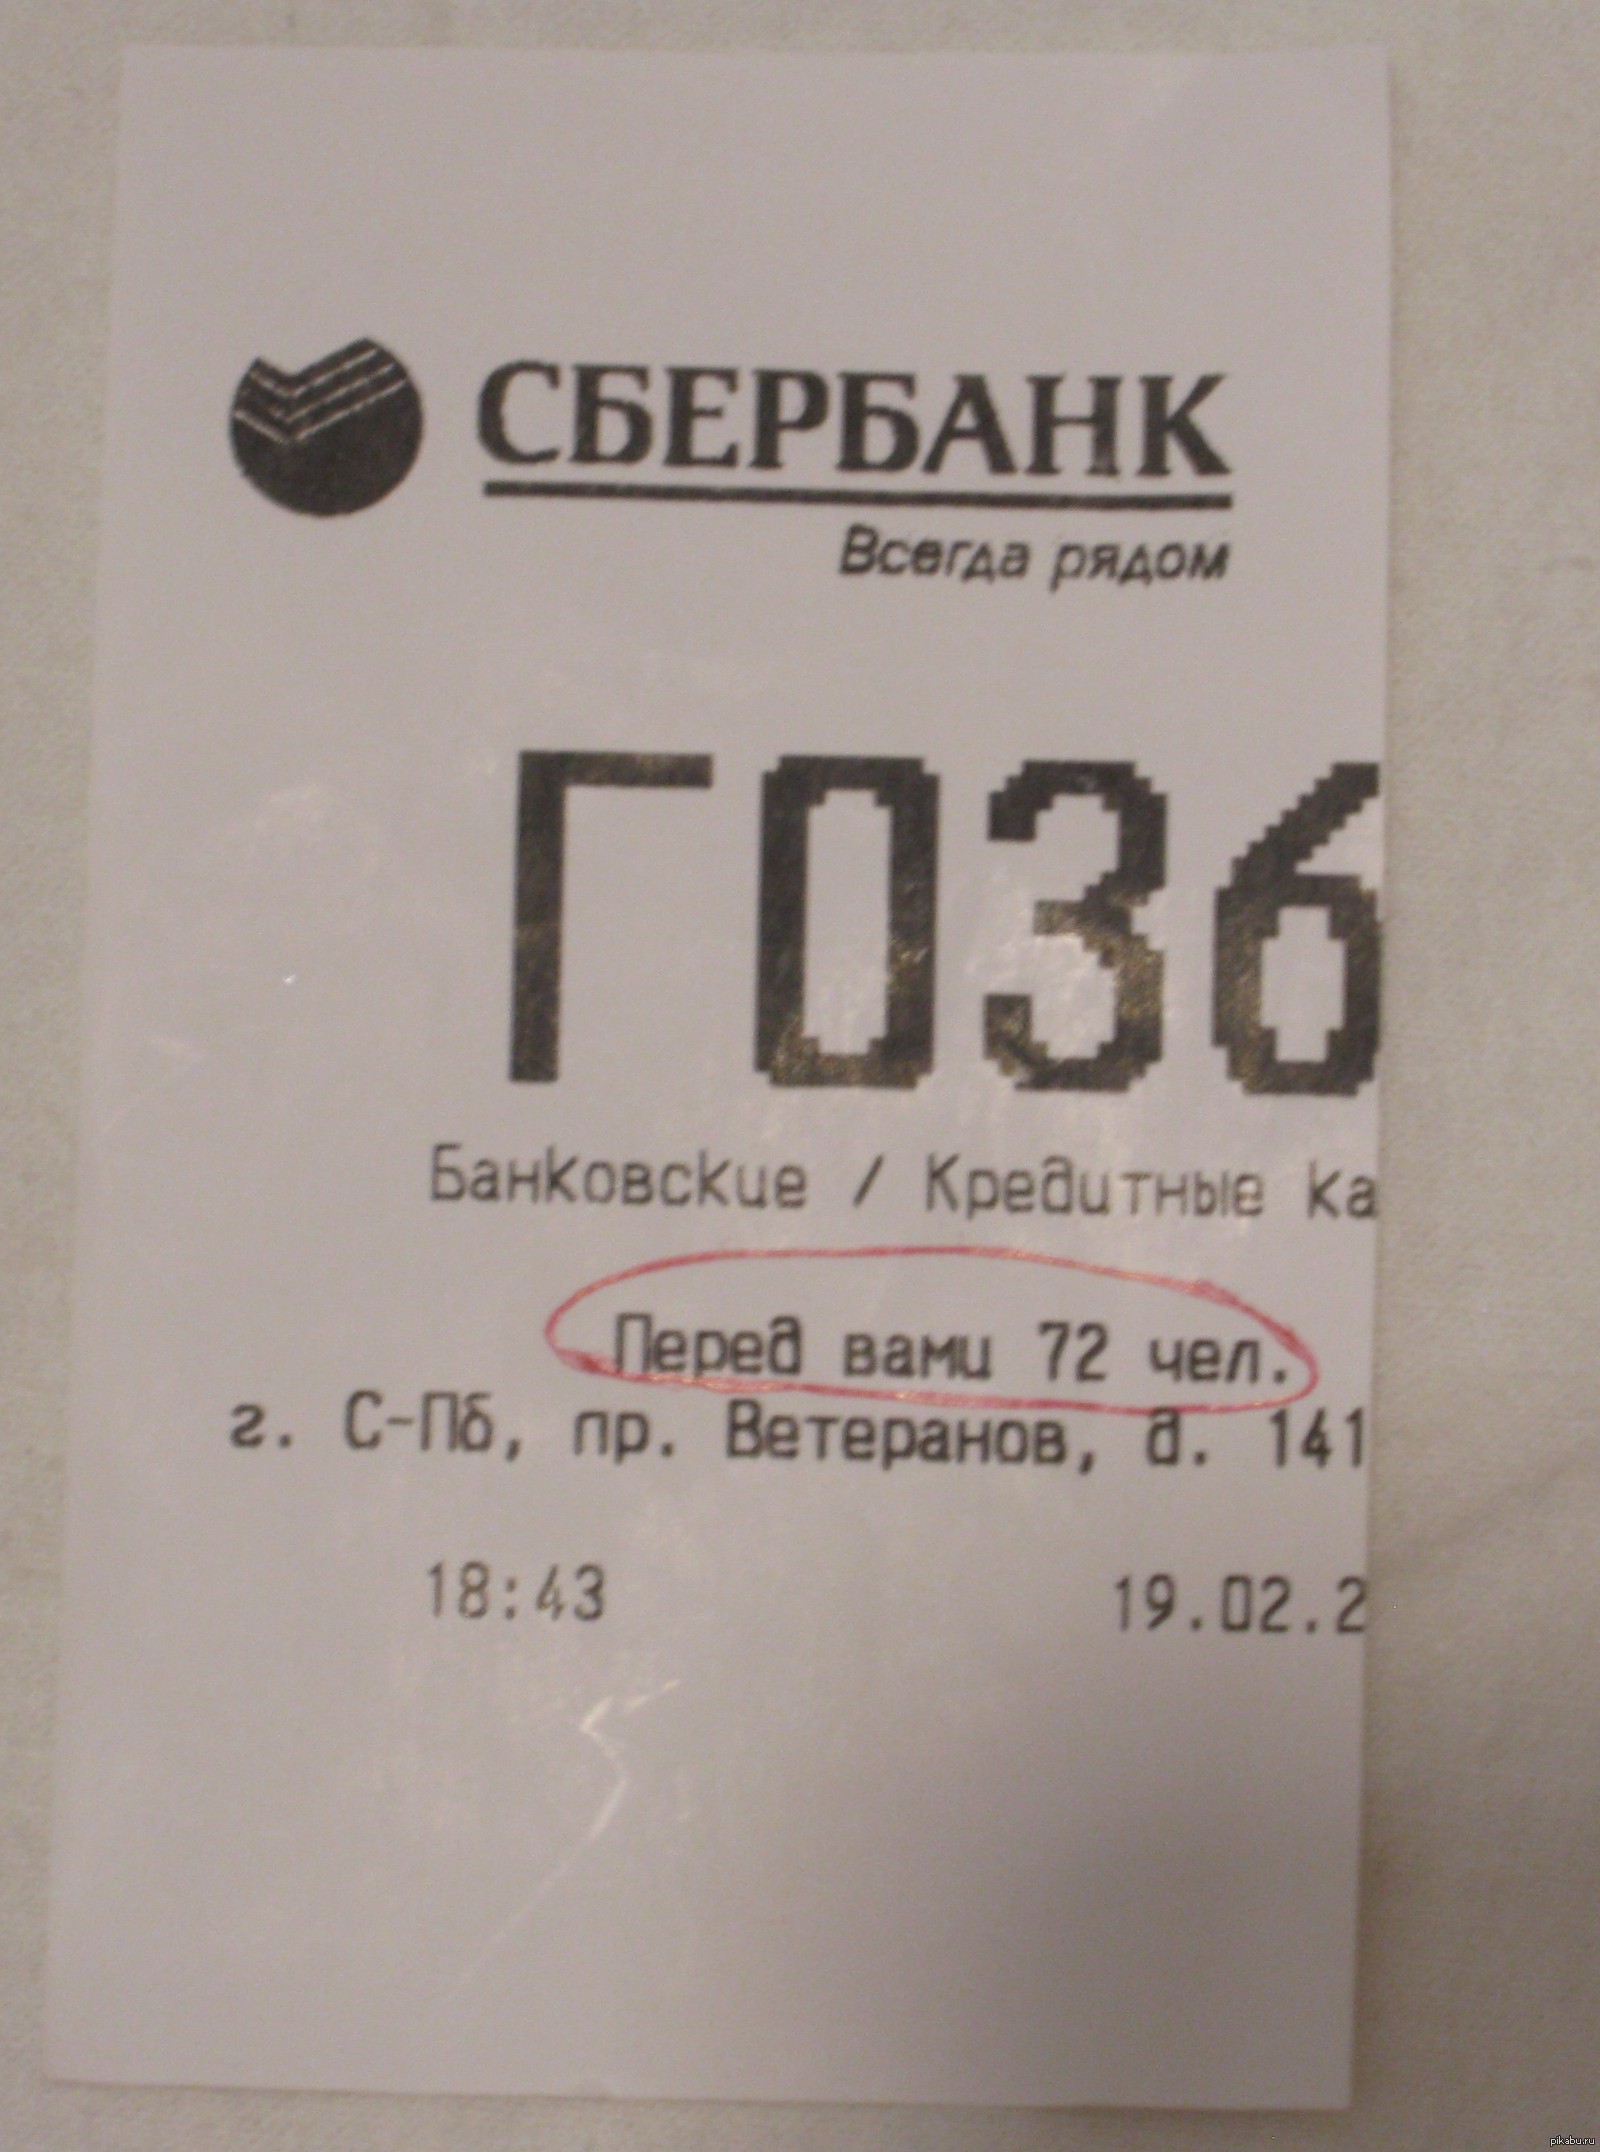 СБЕРБАНК
Всегда рядом
Г036
Банковские / Кредитные ка
Перед вами 72 чел.
г. С-Пб, пр. Ветеранов, д. 141
18:43 19.02.2
pikabu.ru